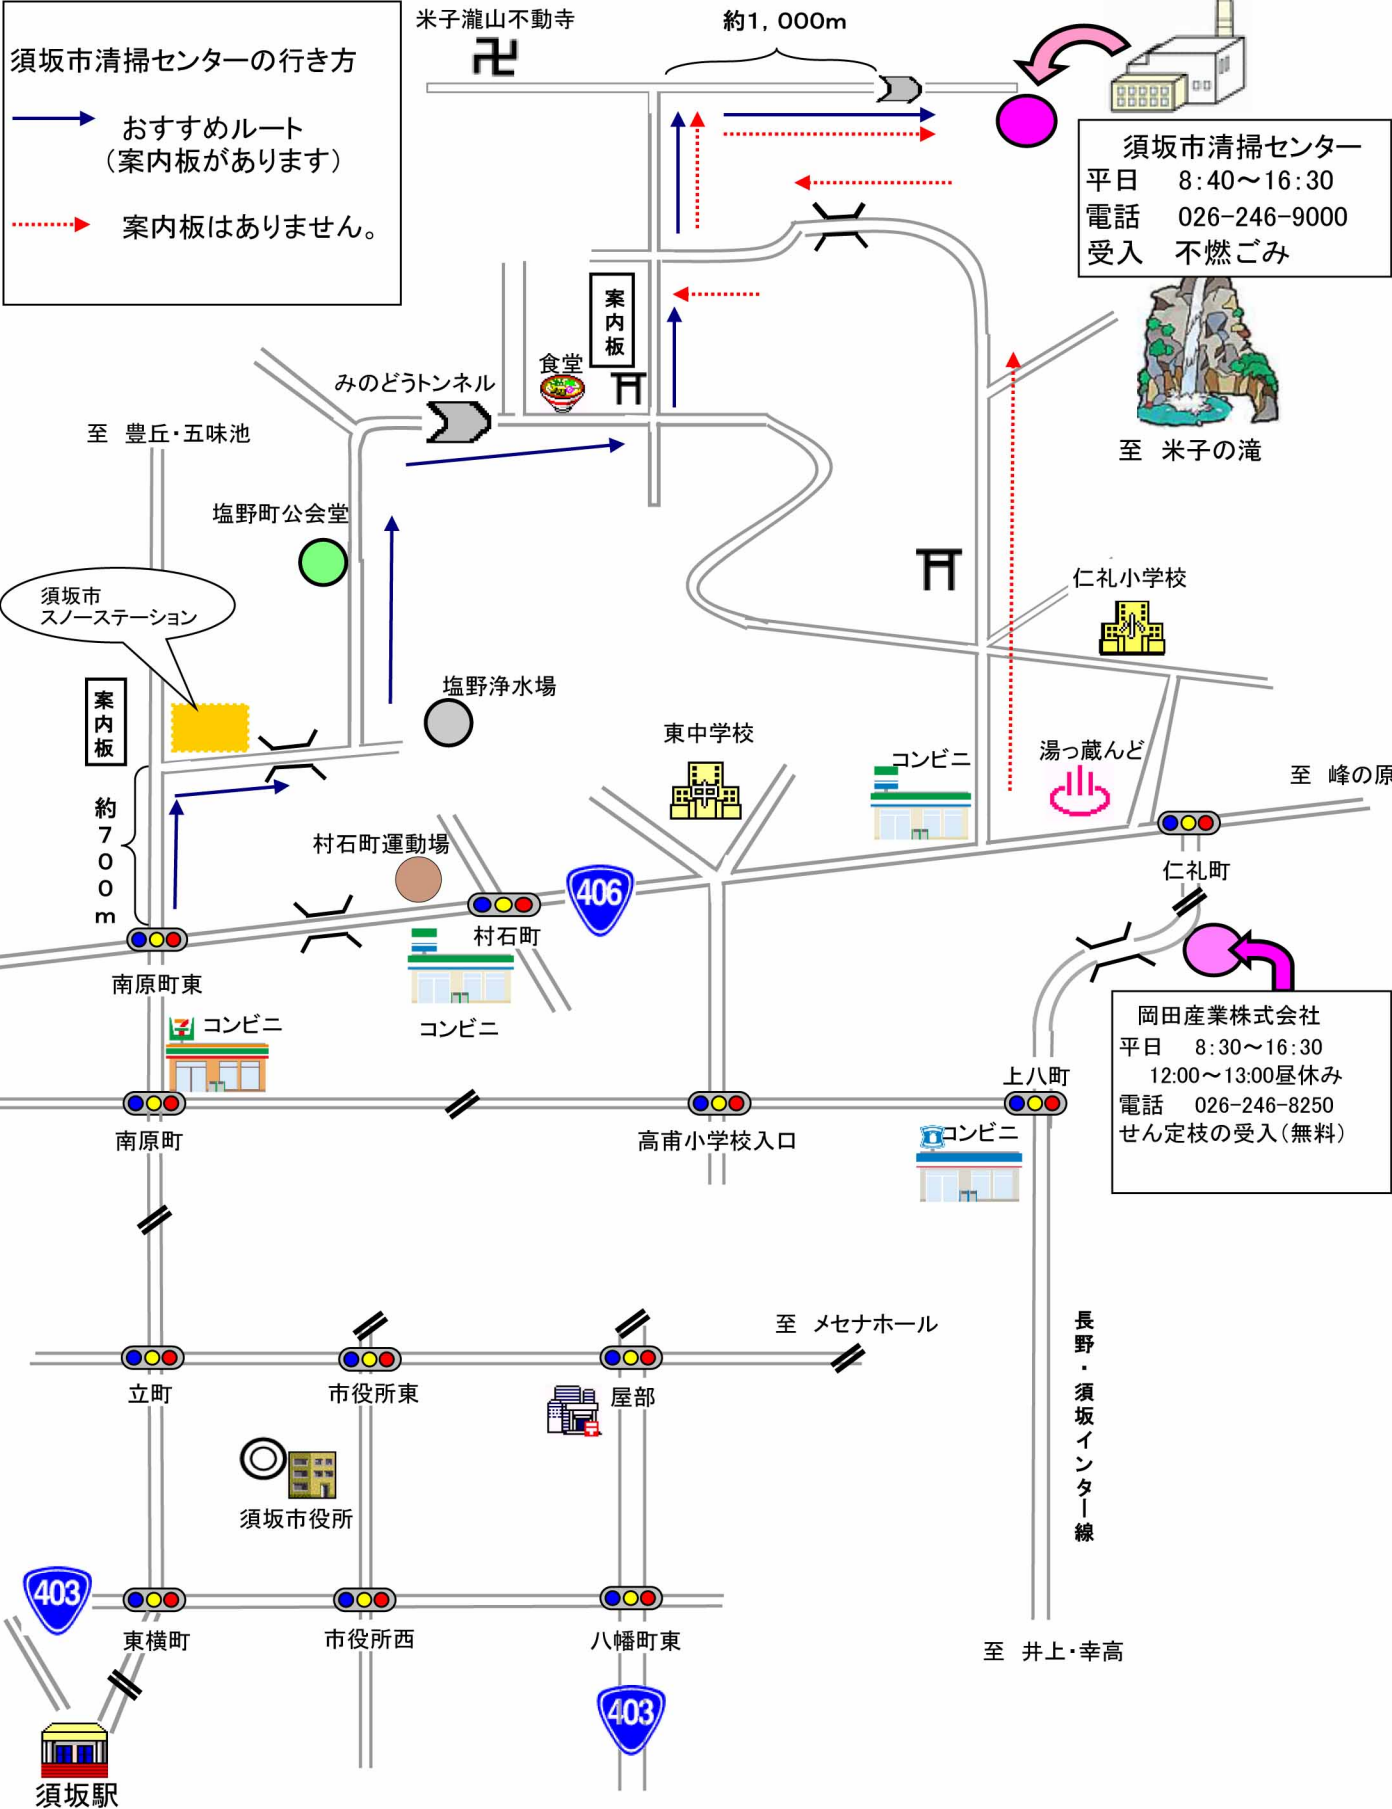 須坂市清掃センターの行き方
おすすめルート
（案内板があります）
案内板はありません。
米子瀧山不動寺
約1，000m
須坂市清掃センター
平日　8：40～16：30
電話　026-246-9000
受入　不燃ごみ
案内板
食堂
みのどうトンネル
至　豊丘・五味池
至　米子の滝
塩野町公会堂
仁礼小学校
小
須坂市
スノーステーション
塩野浄水場
案内板
東中学校
中
コンビニ
湯っ蔵んど
至　峰の原
約700m
村石町運動場
406
仁礼町
村石町
南原町東
コンビニ
コンビニ
7
岡田産業株式会社
平日　8：30～16：30
12:00～13:00昼休み
電話　026-246-8250
せん定枝の受入（無料）
上八町
南原町
高甫小学校入口
コンビニ
至　メセナホール
長野・須坂インター線
立町
市役所東
屋部
須坂市役所
403
東横町
市役所西
八幡町東
至　井上・幸高
403
須坂駅